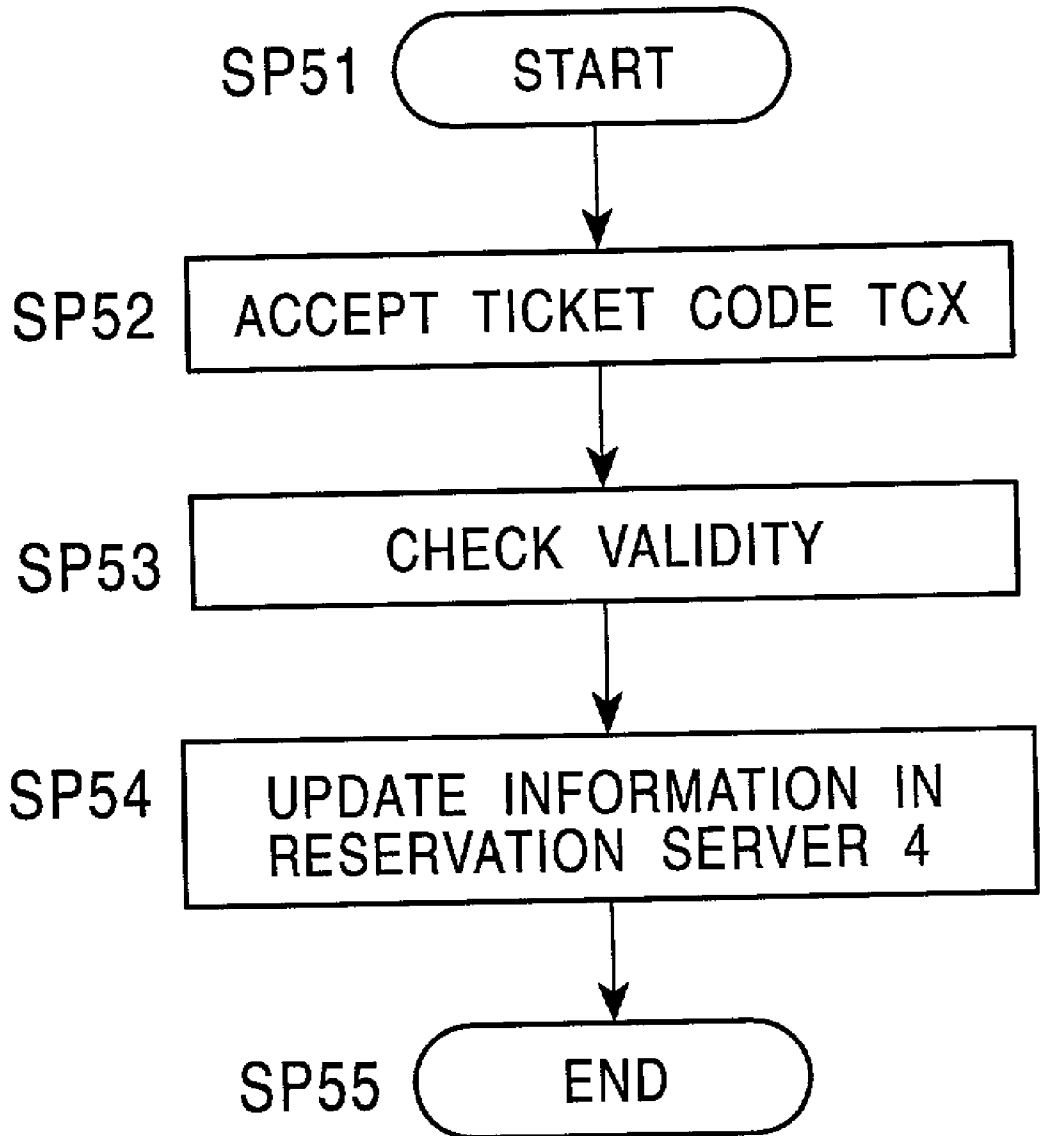 SP51 START
SP52 ACCEPT TICKET CODE TCX
SP53 CHECK VALIDITY
SP54 UPDATE INFORMATION IN
RESERVATION SERVER 4
SP55 END